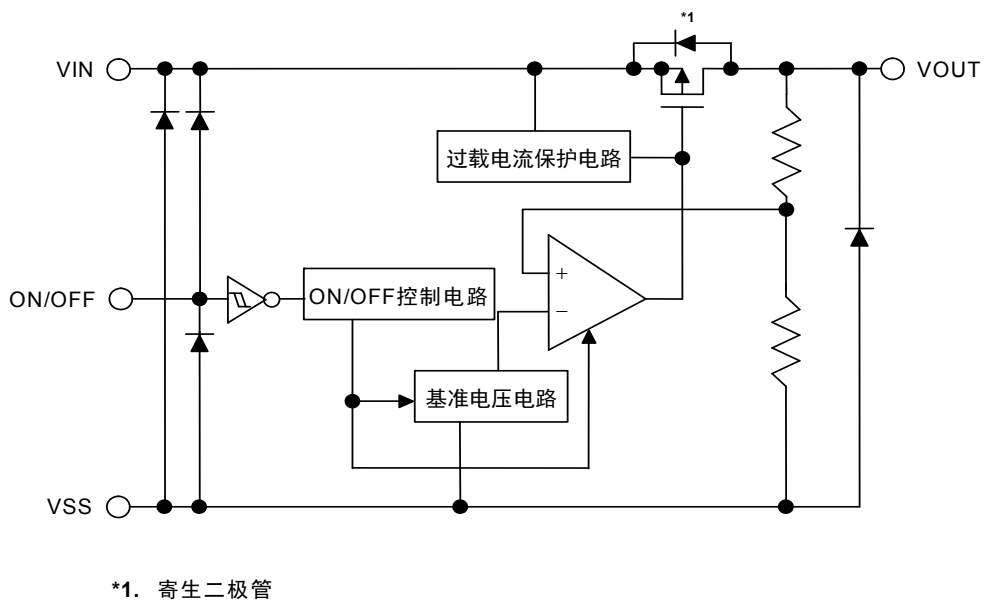 *1
VIN
VOUT
过载电流保护电路
+
ON/OFF
ON/OFF控制电路
−
基准电压电路
VSS
*1. 寄生二极管